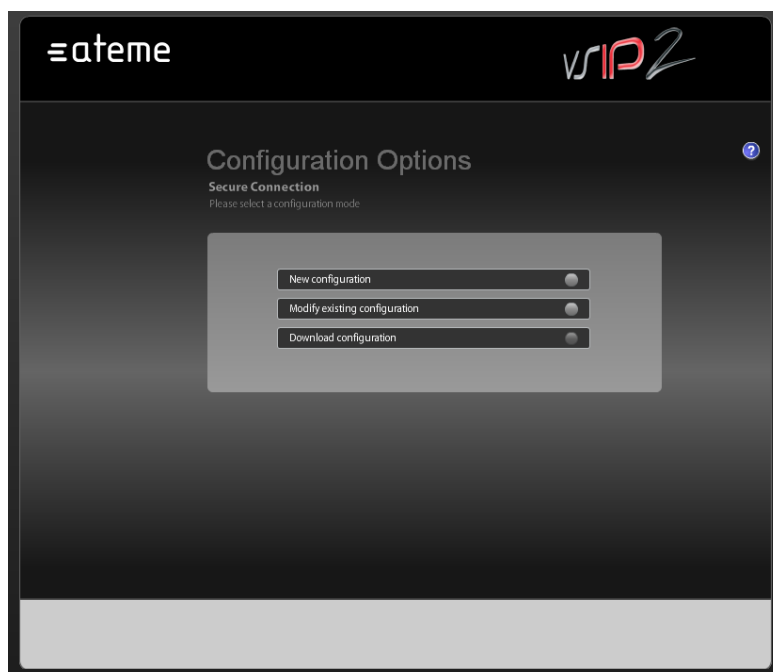 ateme
vsIP2
Configuration Options
?
Secure Connection
Please select a configuration mode
New configuration
Modify existing configuration
Download configuration